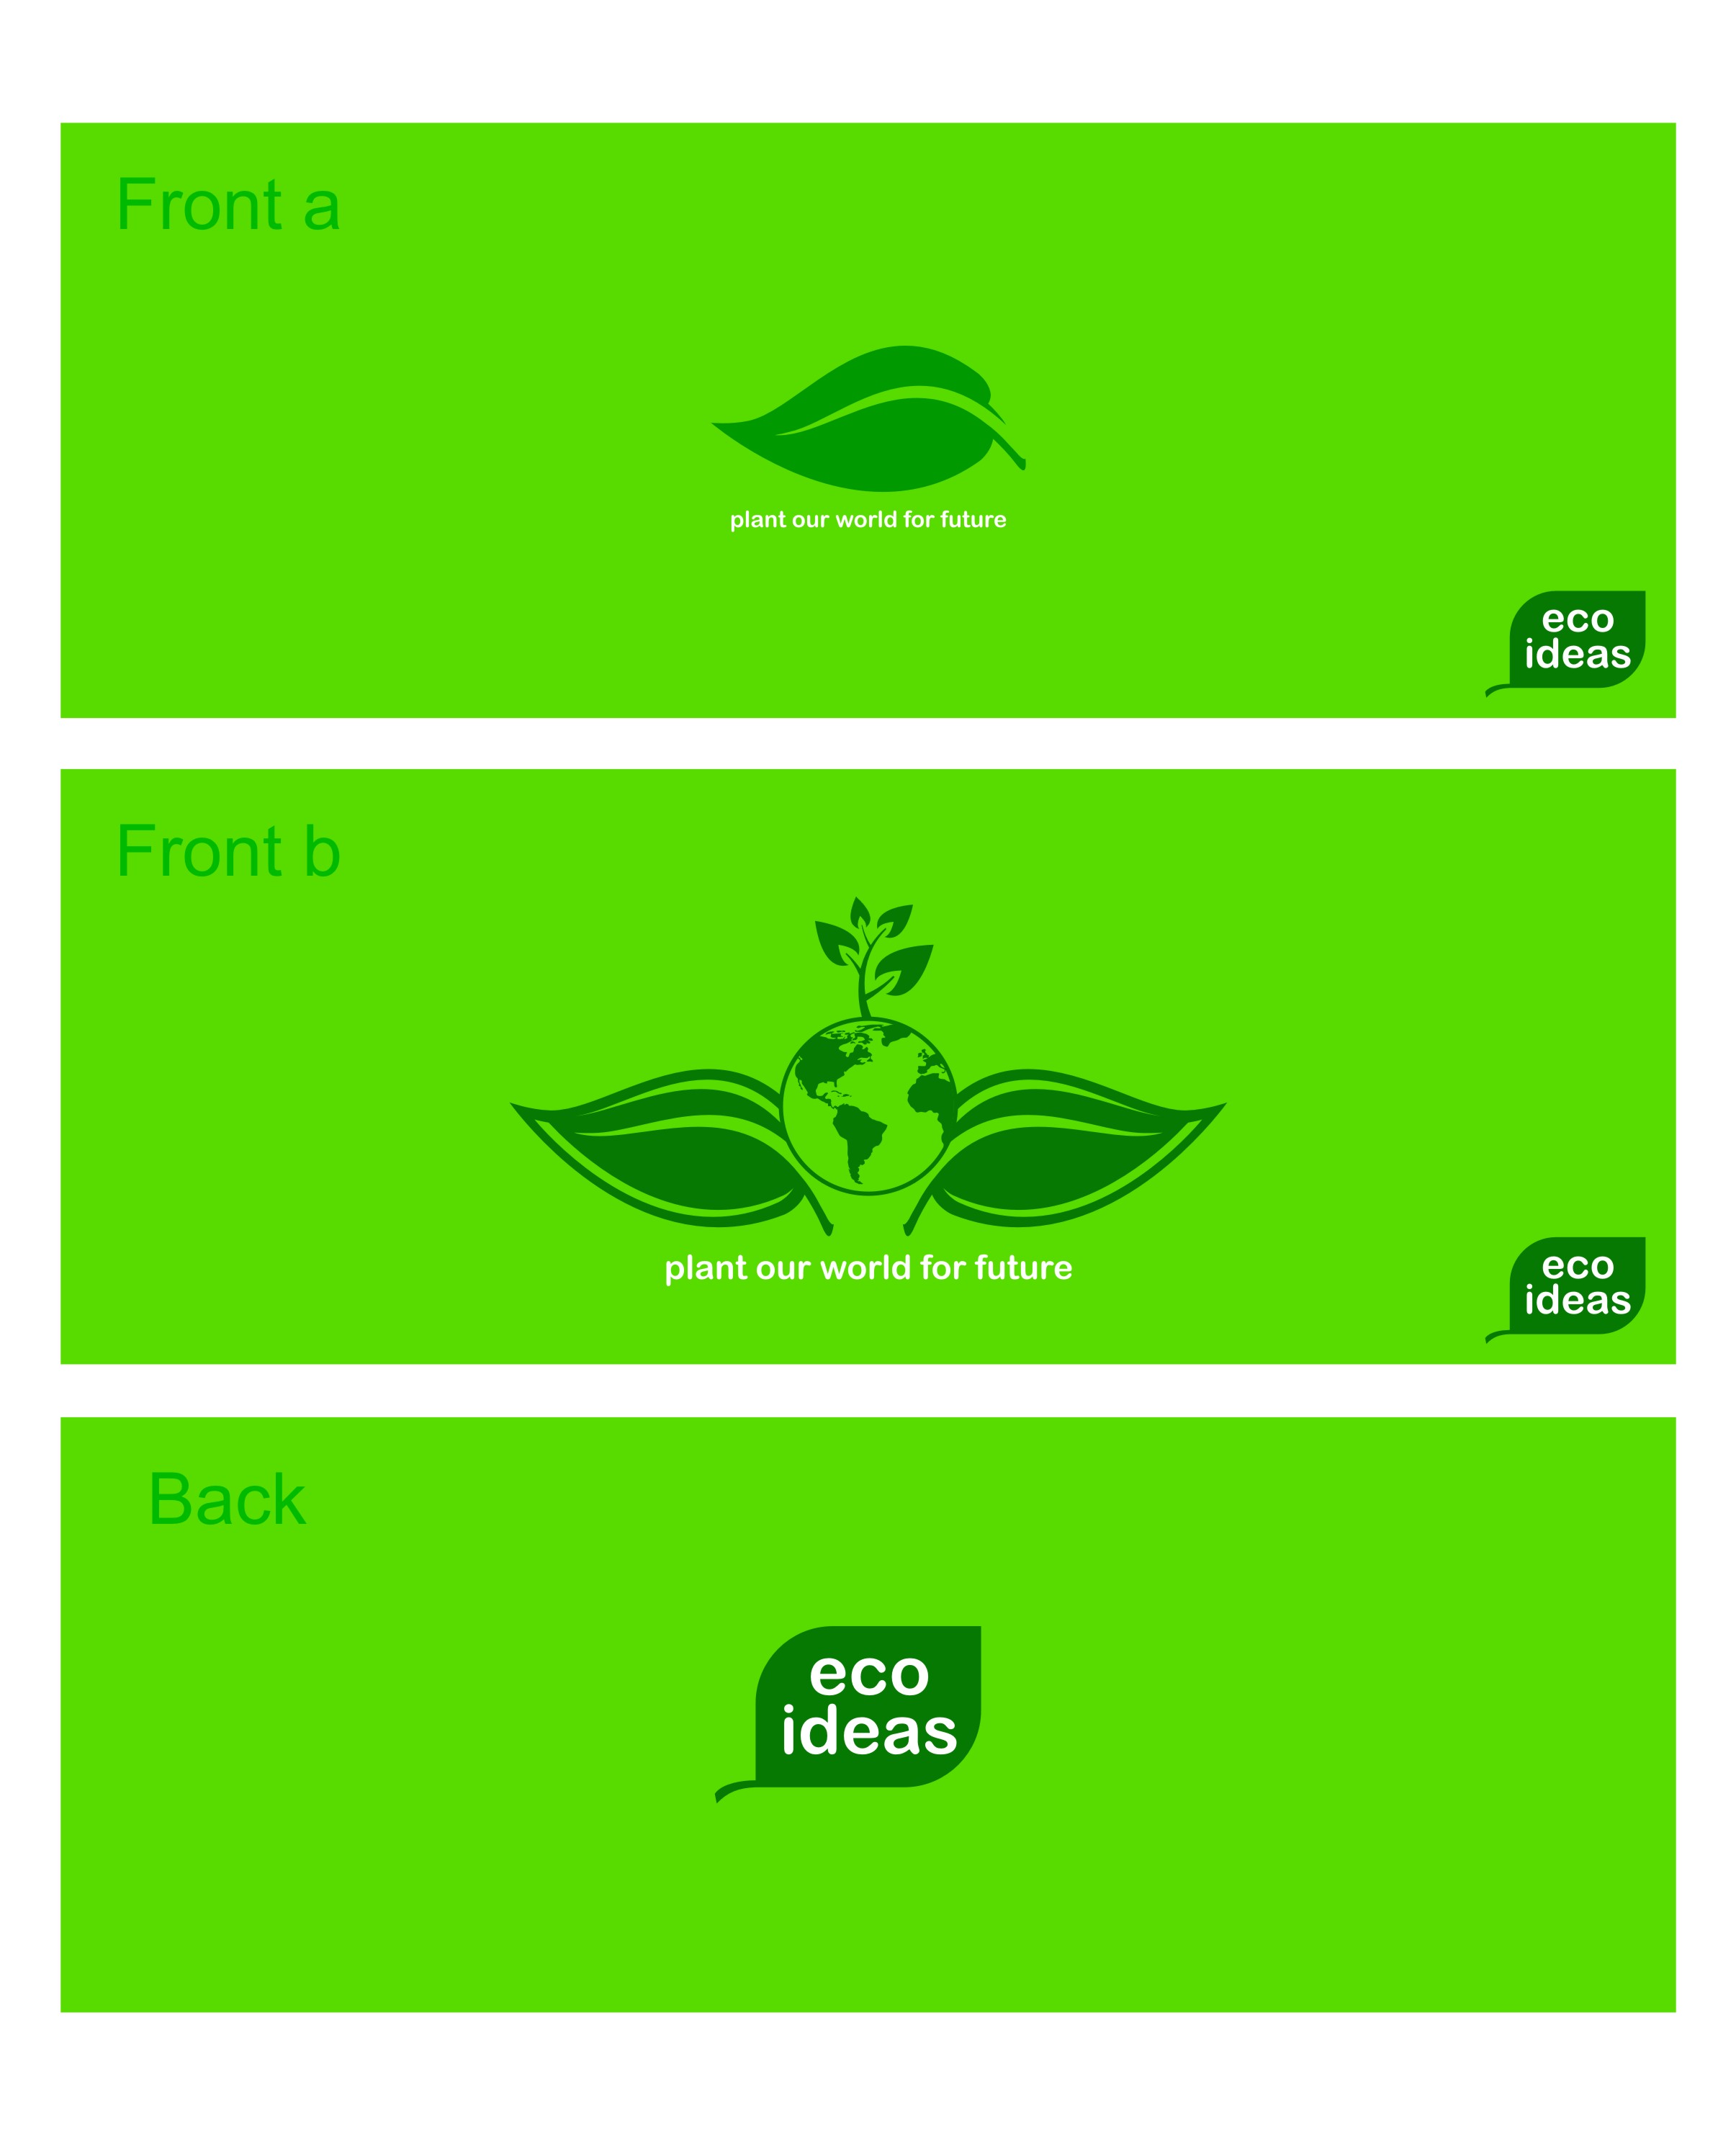 Front a
plant our world for future
eco
ideas
Front b
plant our world for future
eco
ideas
Back
eco
ideas